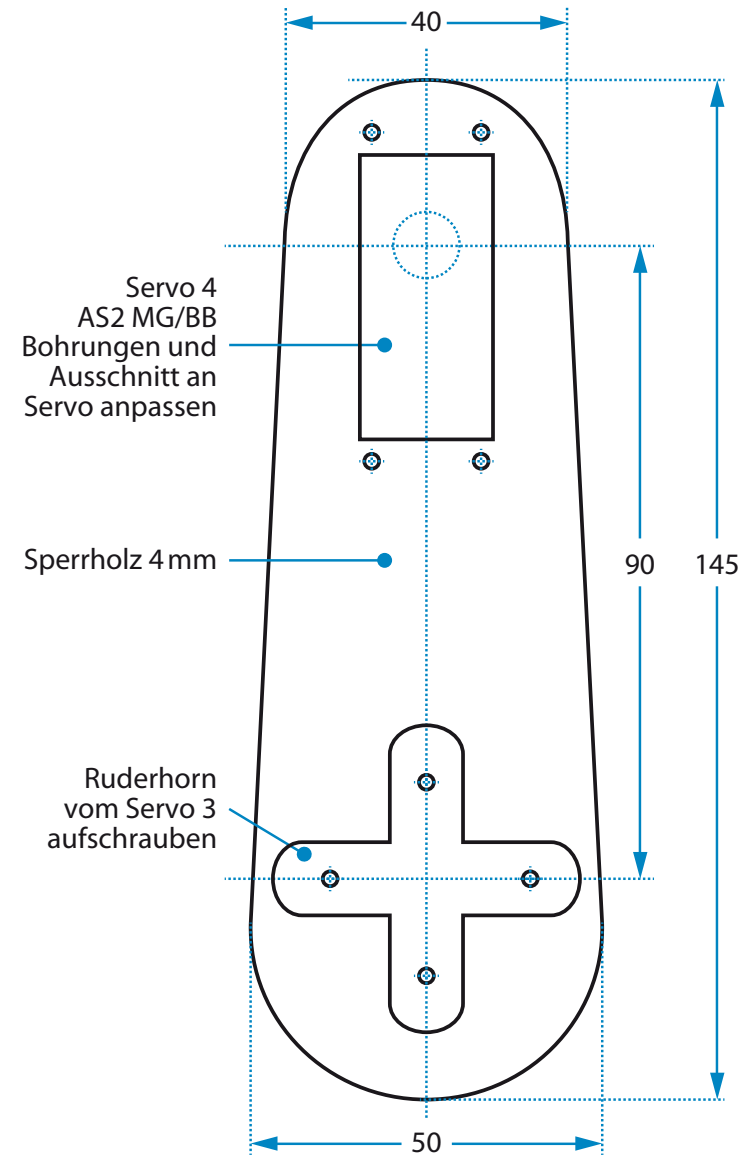 40
Servo 4
AS2 MG/BB
Bohrungen und
Ausschnitt an
Servo anpassen
Sperrholz 4 mm
90
145
Ruderhorn
vom Servo 3
aufschrauben
50